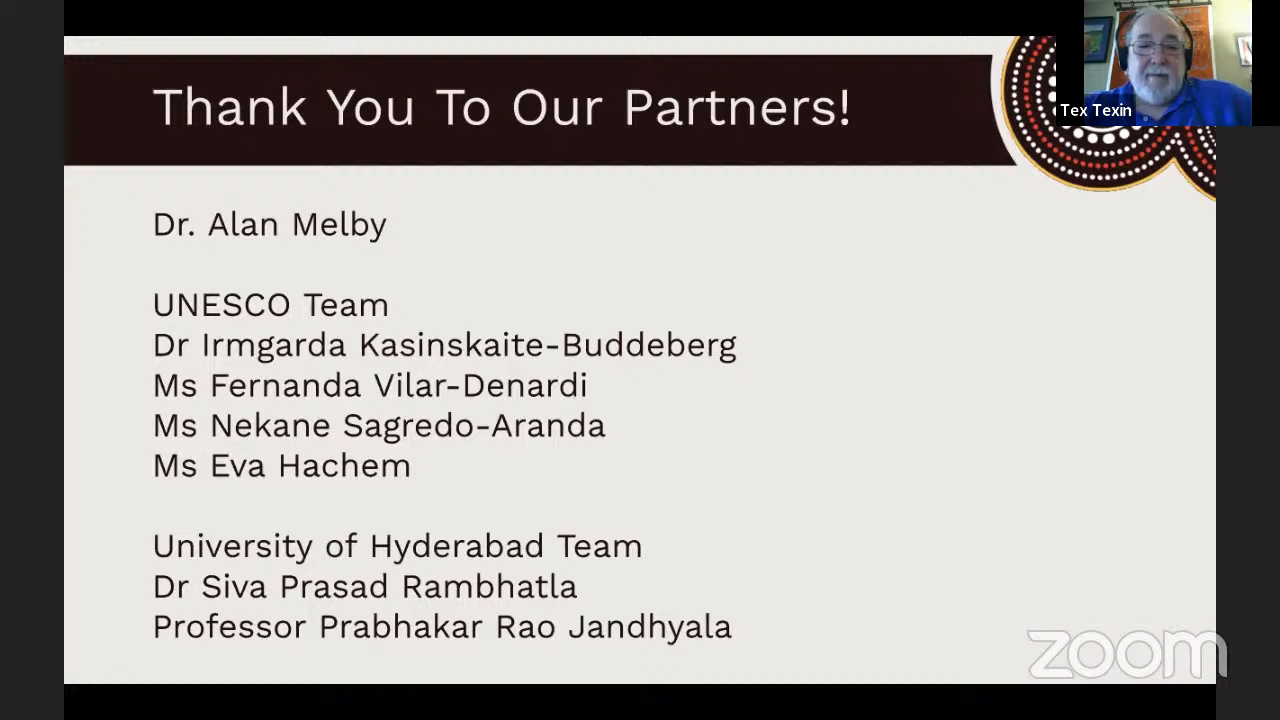 Thank You To Our Partners!
Tex Texin
Dr. Alan Melby
UNESCO Team
Dr Irmgarda Kasinskaite-Buddeberg
Ms Fernanda Vilar-Denardi
Ms Nekane Sagredo-Aranda
Ms Eva Hachem
University of Hyderabad Team
Dr Siva Prasad Rambhatla
Professor Prabhakar Rao Jandhyala
zoom